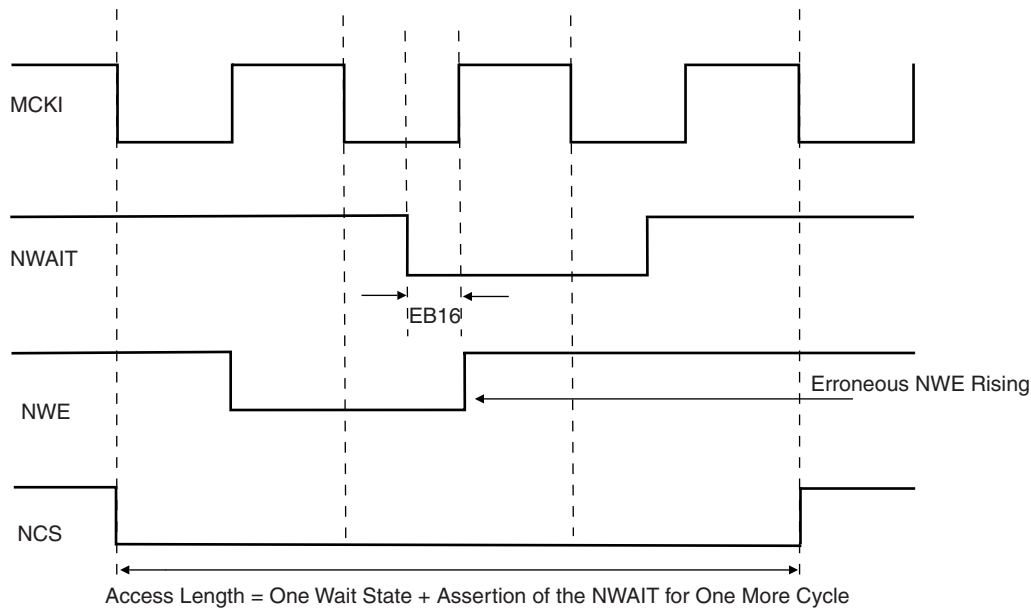 MCKI
NWAIT
EB16
Erroneous NWE Rising
NWE
NCS
Access Length = One Wait State + Assertion of the NWAIT for One More Cycle